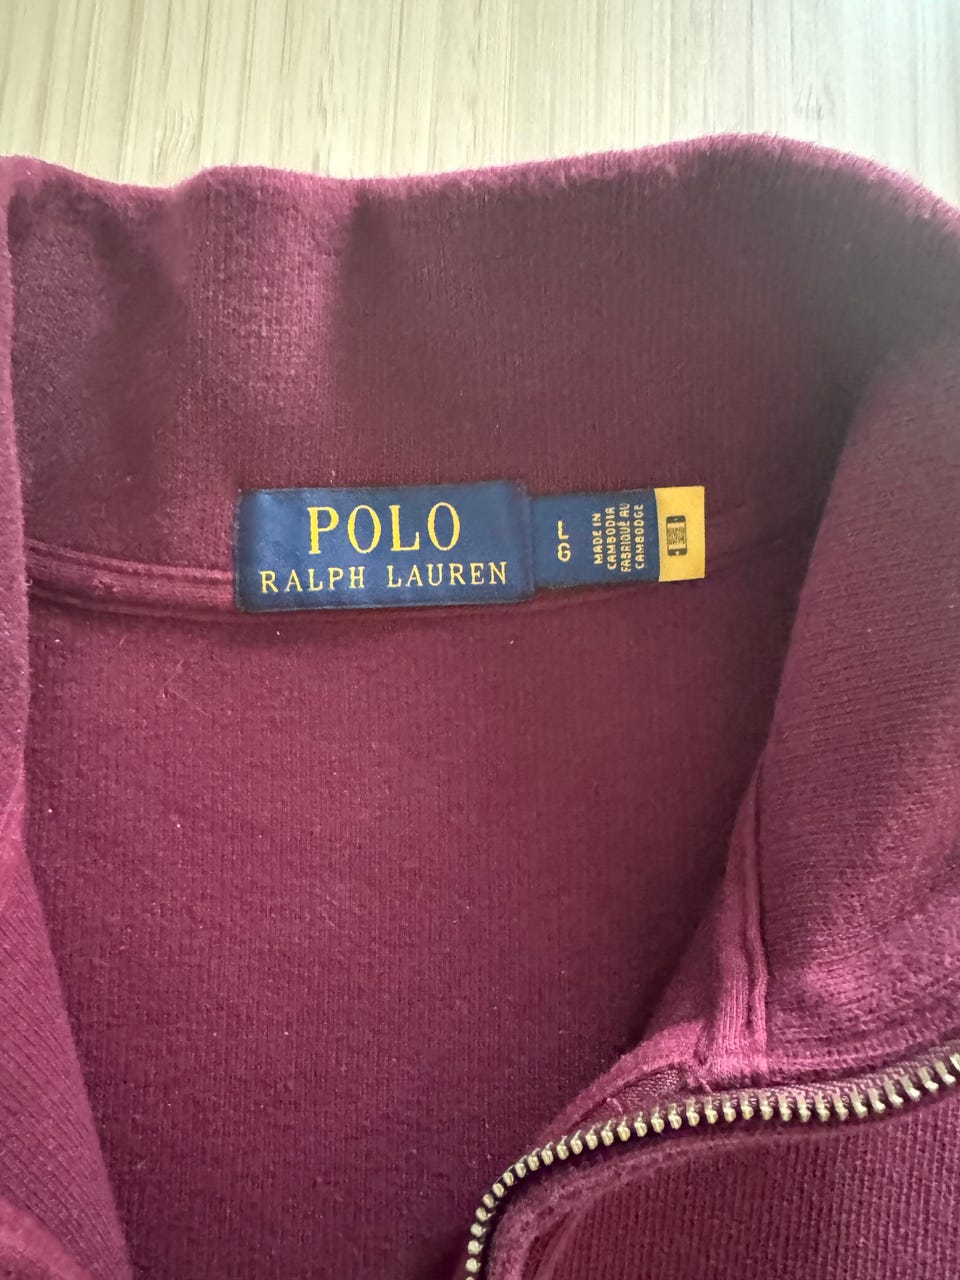 POLO
RALPH LAUREN
LG
MADE IN
CAMBODIA
FABRIQUÉ AU
CAMBODGE